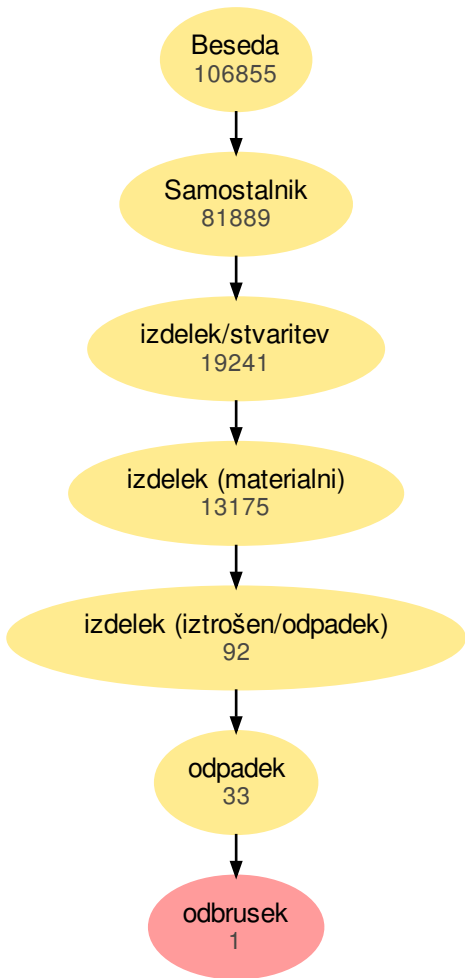 Beseda
106855
Samostalnik
81889
izdelek/stvaritev
19241
izdelek (materialni)
13175
izdelek (iztrošen/odpadek)
92
odpadek
33
odbrusek
1